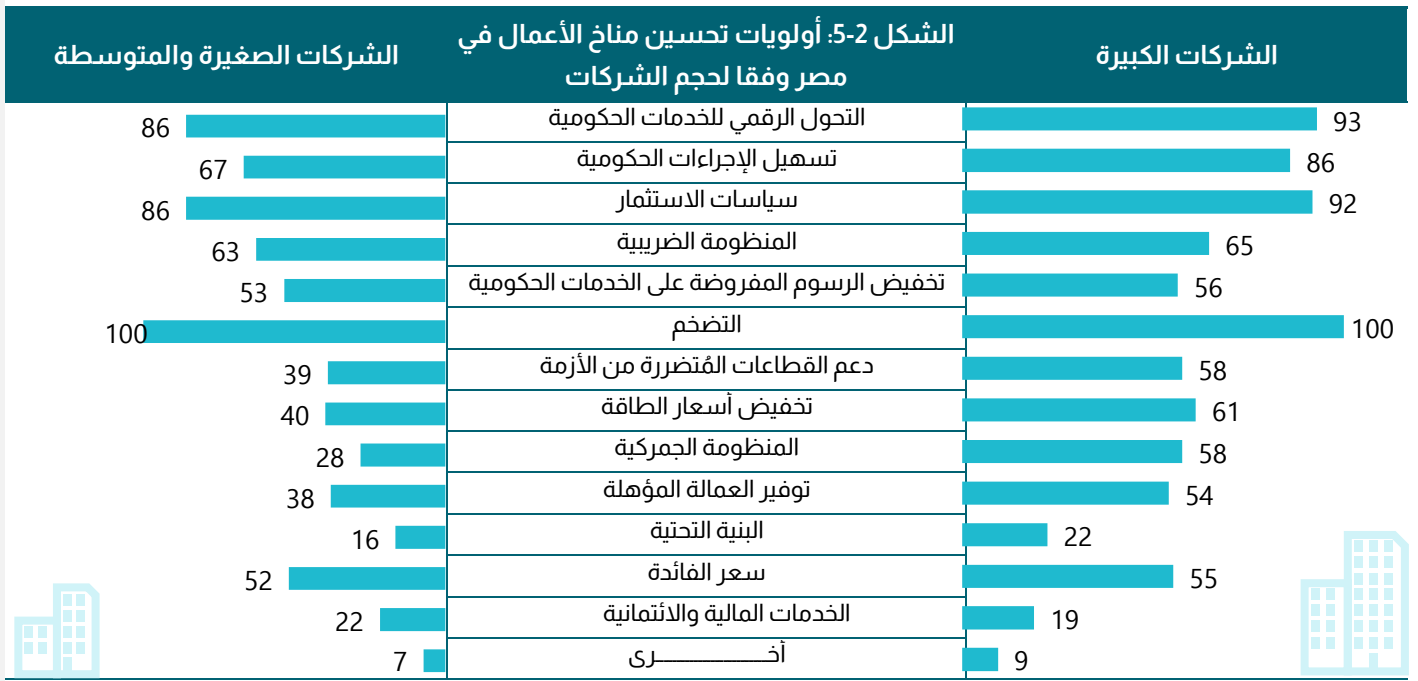 الشركات الكبيرة
الشكل 2-5: أولويات تحسين مناخ الأعمال في
مصر وفقا لحجم الشركات
الشركات الصغيرة والمتوسطة
93 التحول الرقمي للخدمات الحكومية 86
86 تسهيل الإجراءات الحكومية 67
92 سياسات الاستثمار 86
65 المنظومة الضريبية 63
56 تخفيض الرسوم المفروضة على الخدمات الحكومية 53
100 التضخم 100
58 دعم القطاعات المُتضررة من الأزمة 39
61 تخفيض أسعار الطاقة 40
58 المنظومة الجمركية 28
54 توفير العمالة المؤهلة 38
22 البنية التحتية 16
55 سعر الفائدة 52
19 الخدمات المالية والائتمانية 22
9 أخـــــــــــرى 7